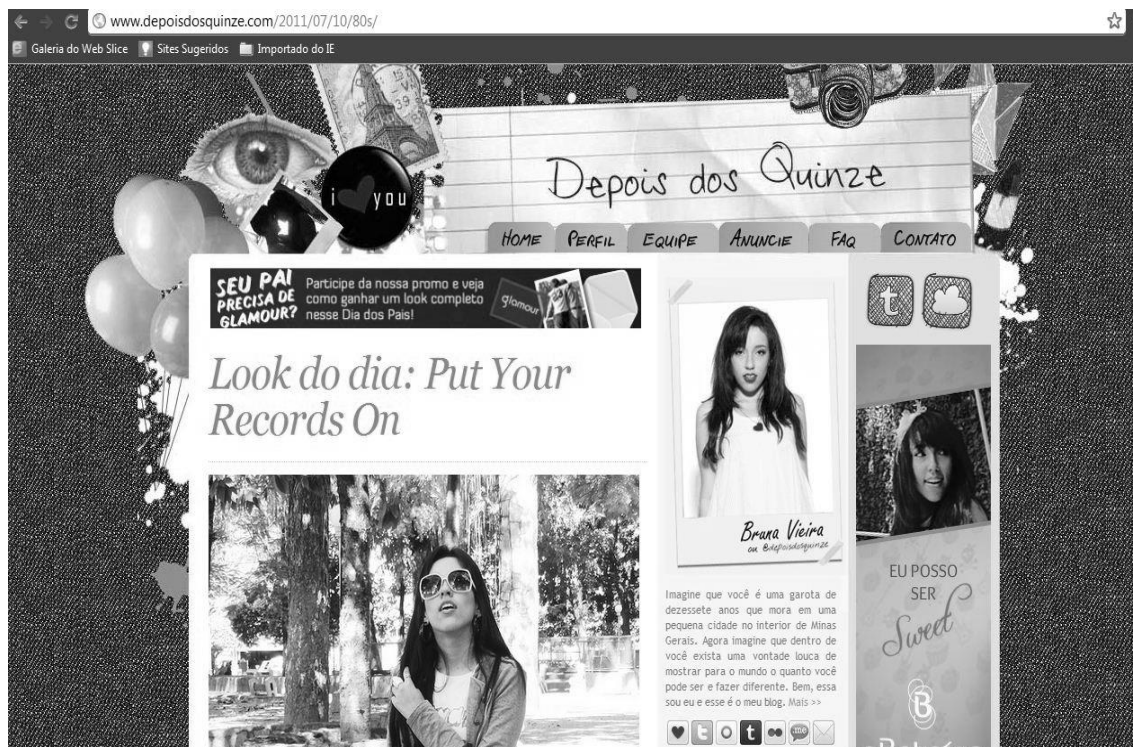 www.depoisdosquinze.com/2011/07/10/80s/
Galeria do Web Slice Sites Sugeridos Importado do IE
i you
Depois dos Quinze
HOME PERFIL EQUIPE ANUNCIE FAQ CONTATO
SEU PAI
PRECISA DE
GLAMOUR?
Participe da nossa promo e veja
como ganhar um look completo
nesse Dia dos Pais!
glamour
Look do dia: Put Your
Records On
Bruna Vieira
ou @depoisdosquinze
Imagine que você é uma garota de
dezessete anos que mora em uma
pequena cidade no interior de Minas
Gerais. Agora imagine que dentro de
você exista uma vontade louca de
mostrar para o mundo o quanto você
pode ser e fazer diferente. Bem, essa
sou eu e esse é o meu blog. Mais >>
t
t
t
.me
EU POSSO
SER
Sweet
B